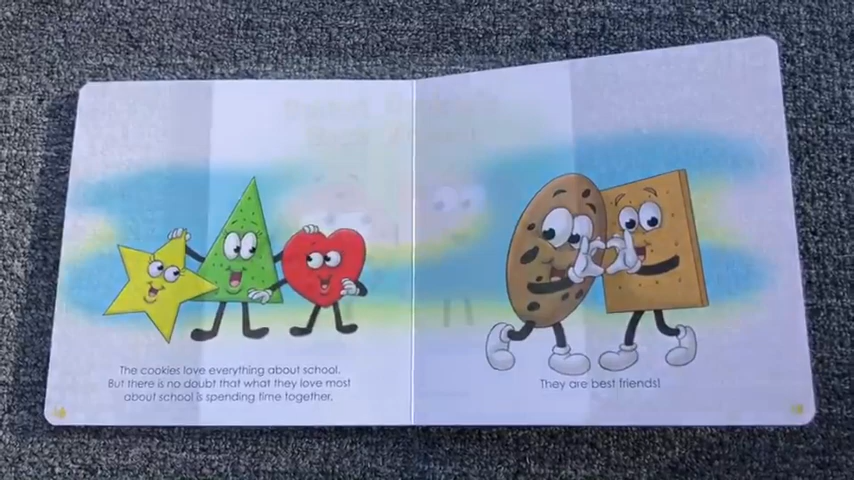 The cookies love everything about school.
But there is no doubt that what they love most
about school is spending time together.
They are best friends!